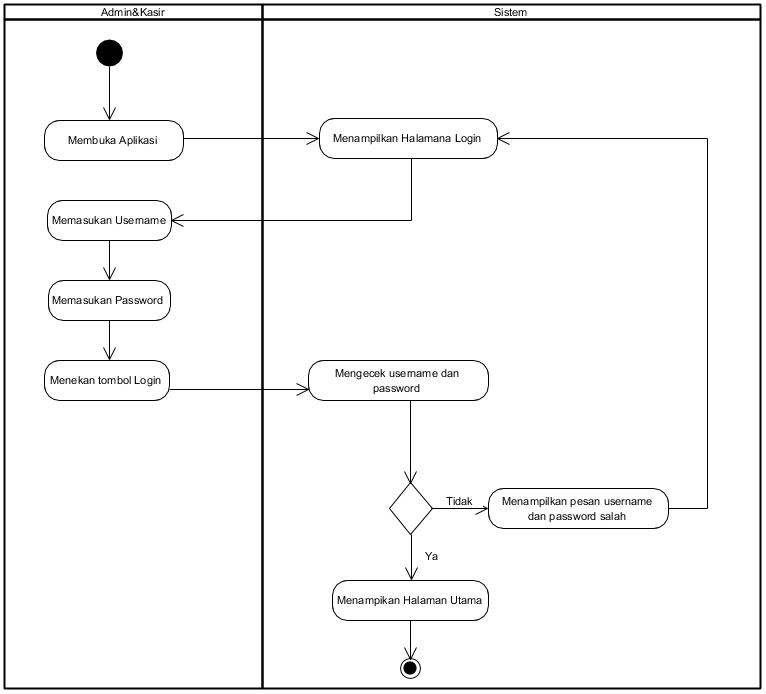 Admin&Kasir
Sistem
Membuka Aplikasi
Menampilkan Halamana Login
Memasukan Username
Memasukan Password
Menekan tombol Login
Mengecek username dan
password
Tidak
Menampilkan pesan username
dan password salah
Ya
Menampikan Halaman Utama